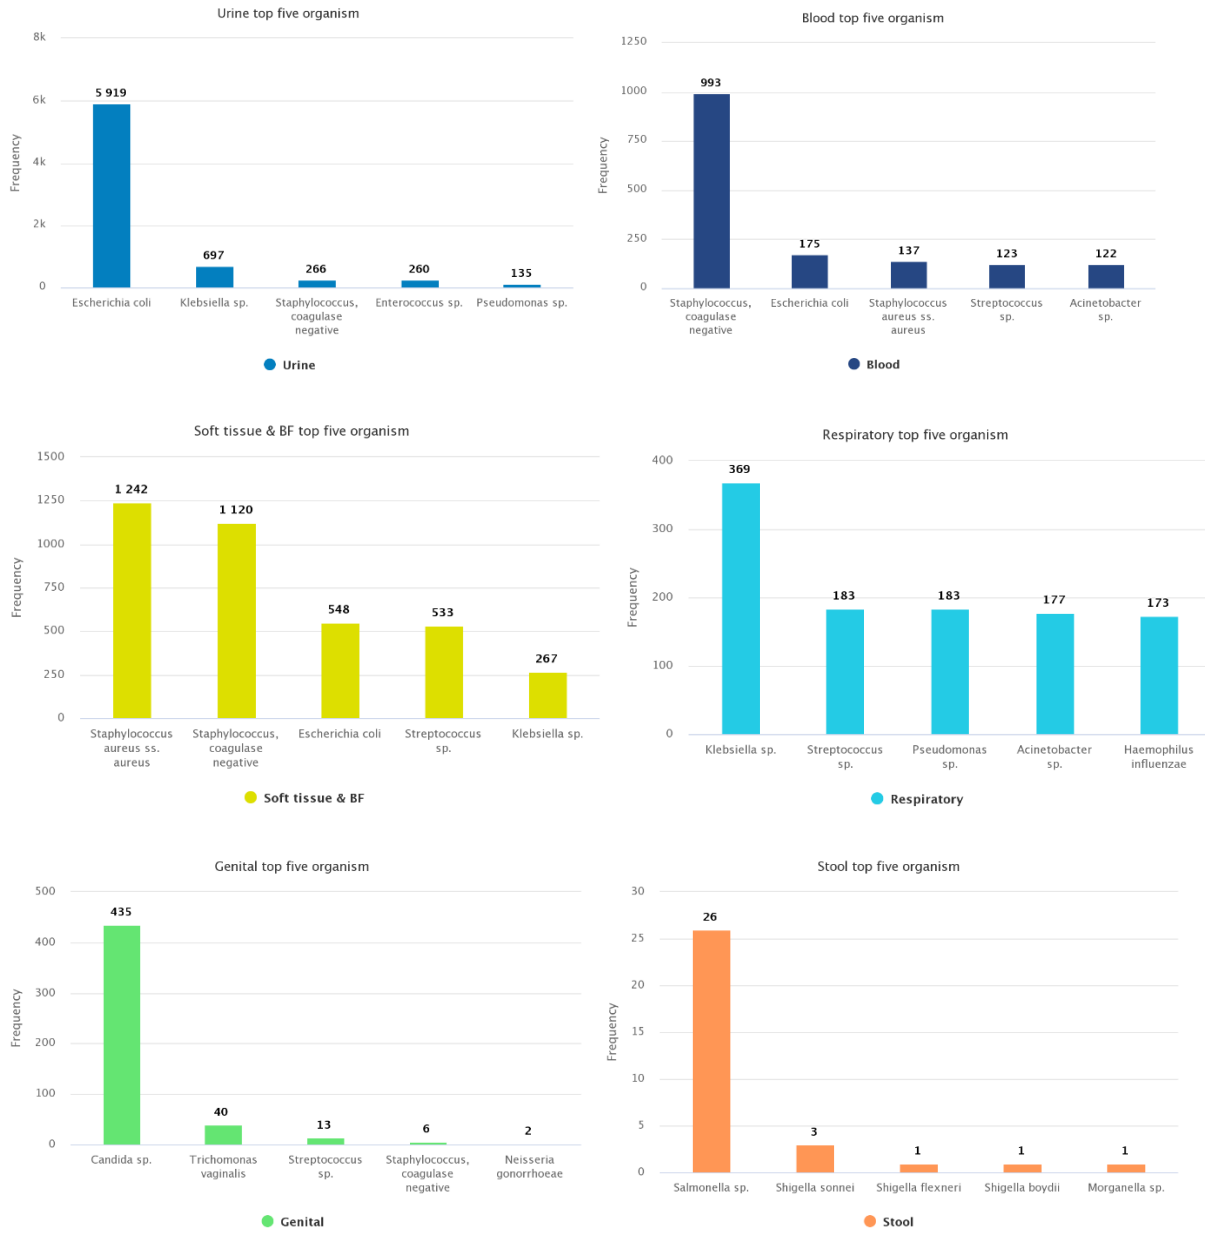 Urine top five organism
8k
6k
4k
2k
0
Frequency
5 919
697
266
260
135
Escherichia coli
Klebsiella sp.
Staphylococcus,
coagulase
negative
Enterococcus sp.
Pseudomonas sp.
Urine
Blood top five organism
1250
1000
750
500
250
0
Frequency
993
175
137
123
122
Staphylococcus,
coagulase
negative
Escherichia coli
Staphylococcus
aureus ss.
aureus
Streptococcus
sp.
Acinetobacter
sp.
Blood
Soft tissue & BF top five organism
1500
1250
1000
750
500
250
0
Frequency
1 242
1 120
548
533
267
Staphylococcus
aureus ss.
aureus
Staphylococcus,
coagulase
negative
Escherichia coli
Streptococcus
sp.
Klebsiella sp.
Soft tissue & BF
Respiratory top five organism
400
300
200
100
0
Frequency
369
183
183
177
173
Klebsiella sp.
Streptococcus
sp.
Pseudomonas
sp.
Acinetobacter
sp.
Haemophilus
influenzae
Respiratory
Genital top five organism
500
400
300
200
100
0
Frequency
435
40
13
6
2
Candida sp.
Trichomonas
vaginalis
Streptococcus
sp.
Staphylococcus,
coagulase
negative
Neisseria
gonorrhoeae
Genital
Stool top five organism
30
25
20
15
10
5
0
Frequency
26
3
1
1
1
Salmonella sp.
Shigella sonnei
Shigella flexneri
Shigella boydii
Morganella sp.
Stool